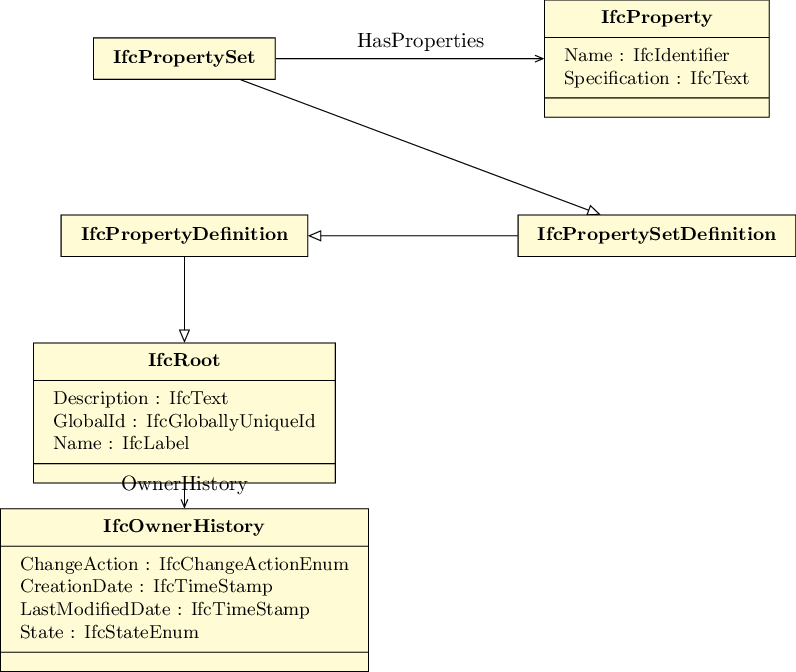 IfcProperty
HasProperties
IfcPropertySet
Name : IfcIdentifier
Specification : IfcText
IfcPropertyDefinition
IfcPropertySetDefinition
IfcRoot
Description : IfcText
GlobalId : IfcGloballyUniqueId
Name : IfcLabel
OwnerHistory
IfcOwnerHistory
ChangeAction : IfcChangeActionEnum
CreationDate : IfcTimeStamp
LastModifiedDate : IfcTimeStamp
State : IfcStateEnum